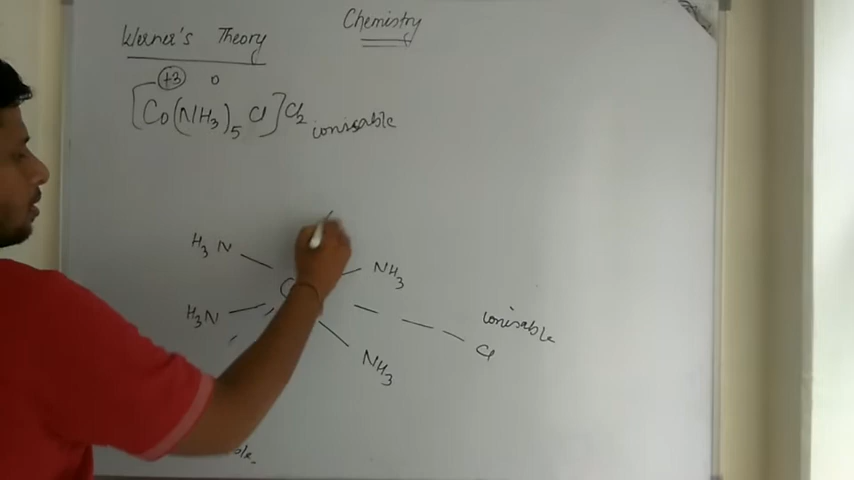 Chemistry
Werner's Theory
+3 0
[Co(NH3)5 Cl]Cl2 ionisable
H3N
NH3
H3N
ionisable
Cl
NH3